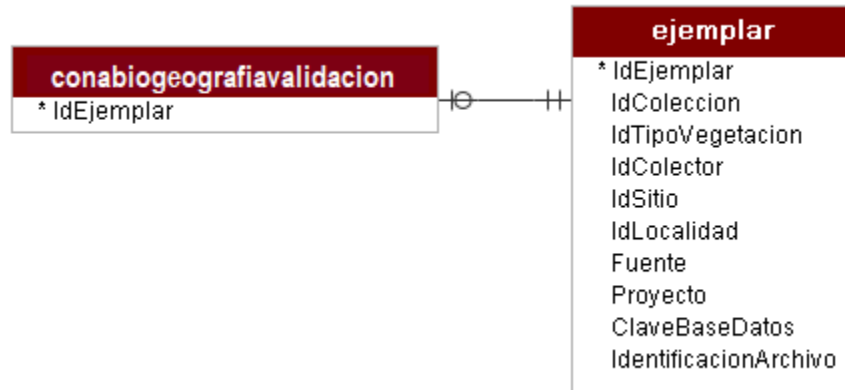 conabiogeografiavalidacion
* IdEjemplar
ejemplar
* IdEjemplar
IdColeccion
IdTipoVegetacion
IdColector
IdSitio
IdLocalidad
Fuente
Proyecto
ClaveBaseDatos
IdentificacionArchivo